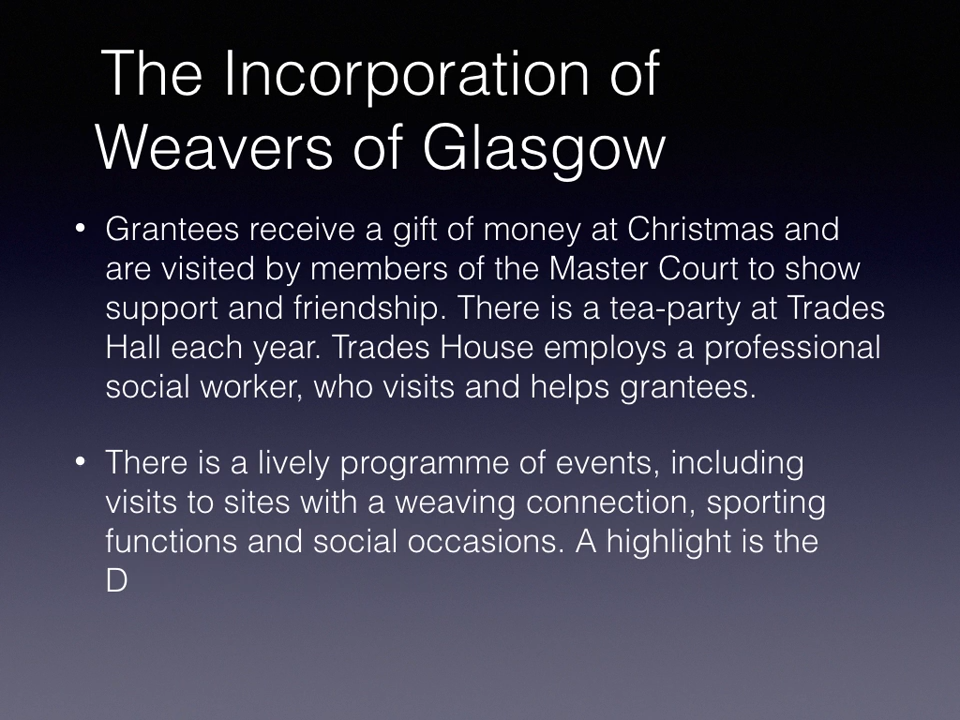 The Incorporation of
Weavers of Glasgow
• Grantees receive a gift of money at Christmas and
are visited by members of the Master Court to show
support and friendship. There is a tea-party at Trades
Hall each year. Trades House employs a professional
social worker, who visits and helps grantees.
• There is a lively programme of events, including
visits to sites with a weaving connection, sporting
functions and social occasions. A highlight is the
D